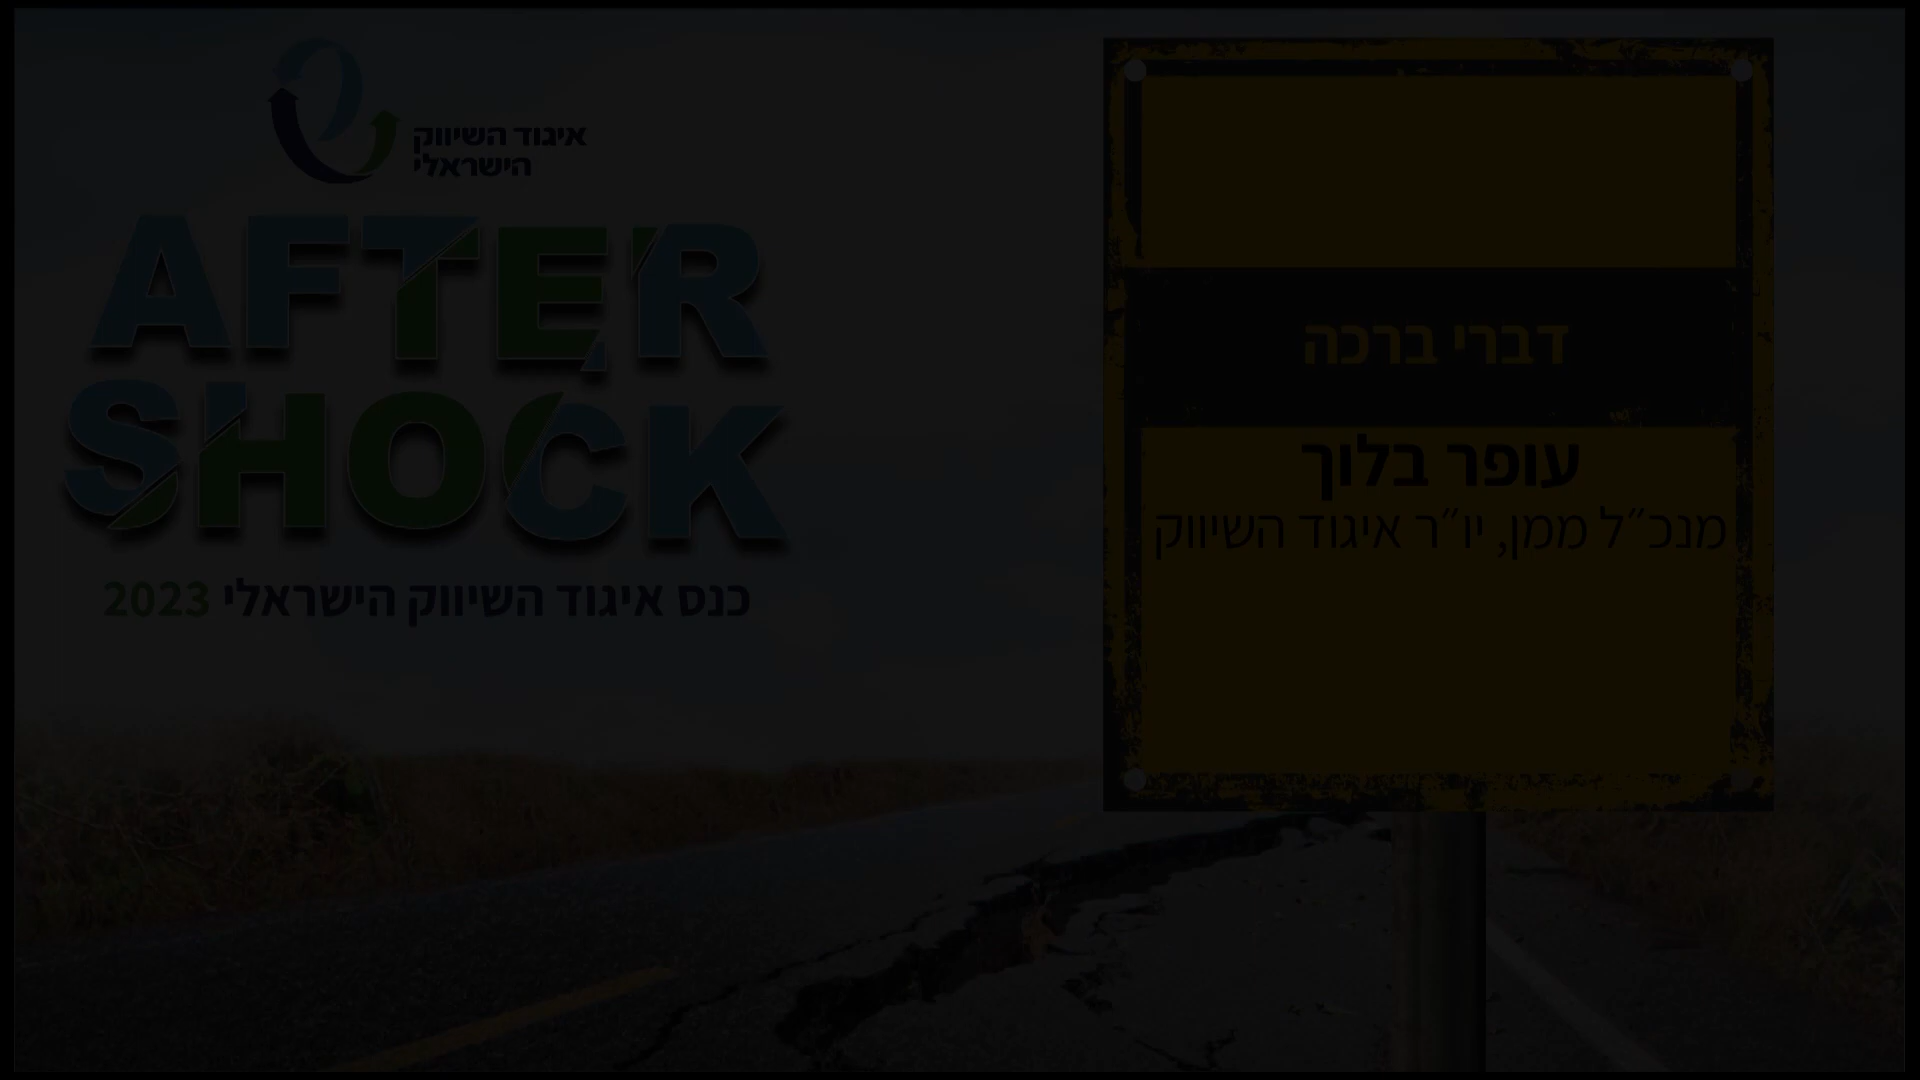 איגוד השיווק
הישראלי
AFTER
SHOCK
כנס איגוד השיווק הישראלי 2023
דברי ברכה
עופר בלוך
מנכ״ל ממן, יו״ר איגוד השיווק